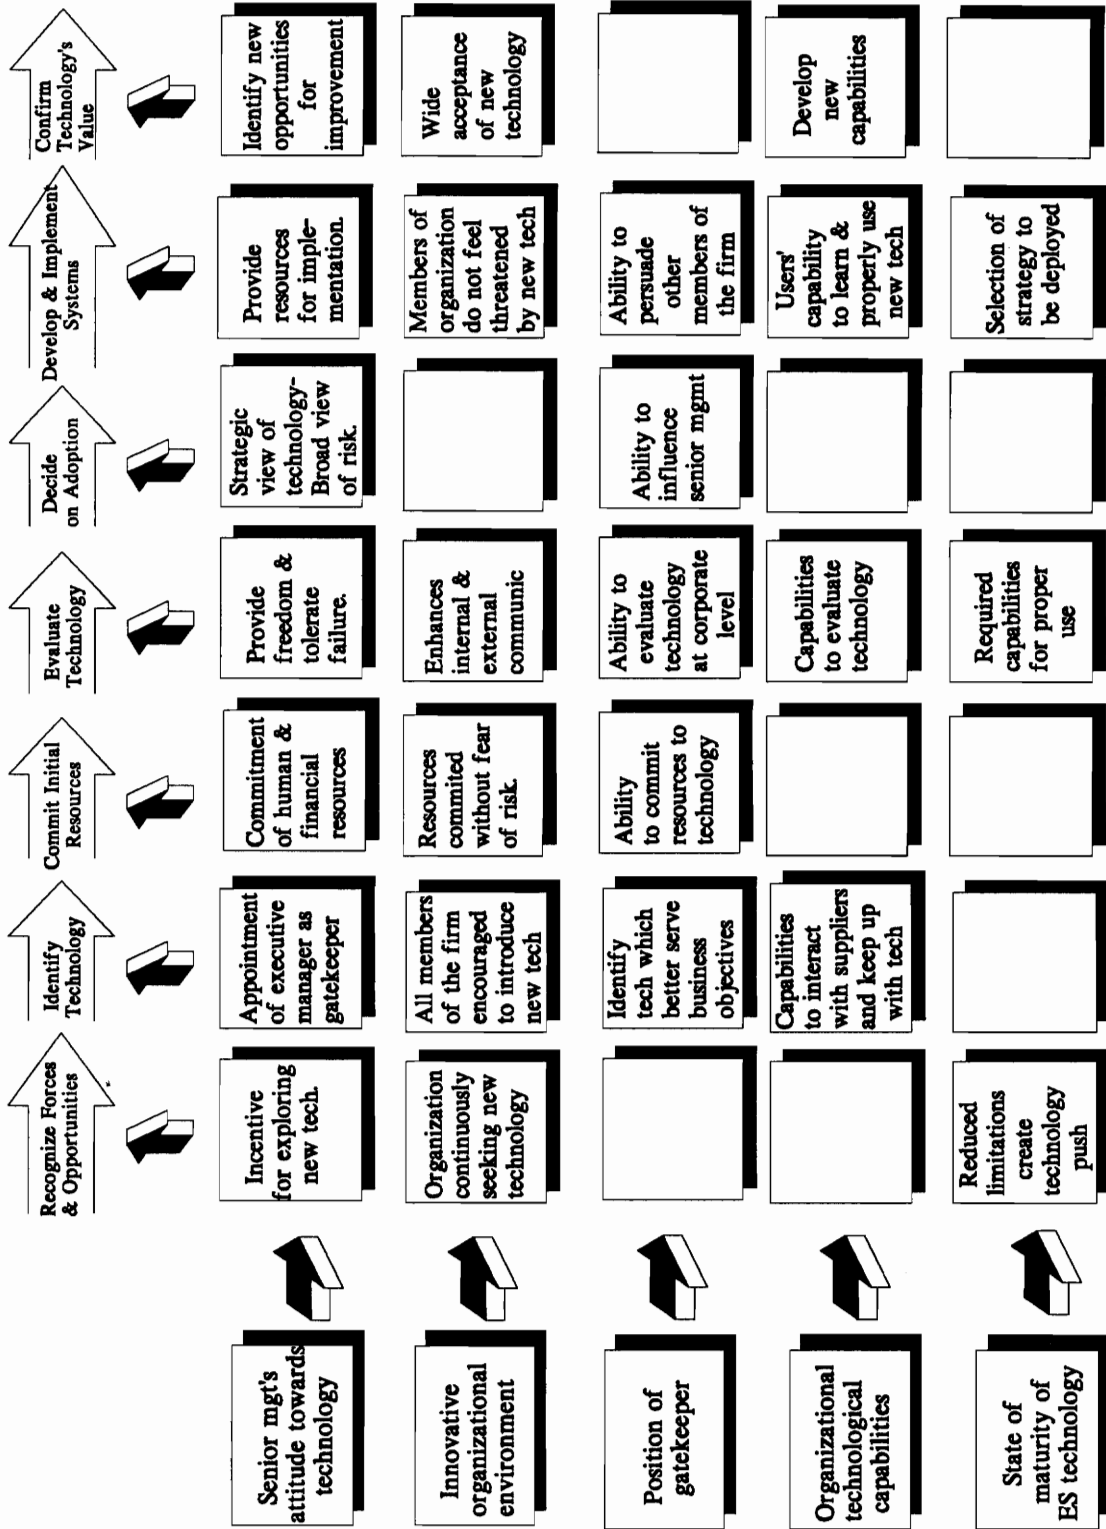 Recognize Forces
& Opportunities
Identify
Technology
Commit Initial
Resources
Evaluate
Technology
Decide
on Adoption
Develop & Implement
Systems
Confirm
Technology's
Value
Senior mgt's
attitude towards
technology
Incentive
for exploring
new tech.
Appointment
of executive
manager as
gatekeeper
Commitment
of human &
financial
resources
Provide
freedom &
tolerate
failure.
Strategic
view of
technology-
Broad view
of risk.
Provide
resources
for imple-
mentation.
Identify new
opportunities
for
improvement
Innovative
organizational
environment
Organization
continuously
seeking new
technology
All members
of the firm
encouraged
to introduce
new tech
Resources
commited
without fear
of risk.
Enhances
internal &
external
communic
Members of
organization
do not feel
threatened
by new tech
Wide
acceptance
of new
technology
Position of
gatekeeper
Identify
tech which
better serve
business
objectives
Ability
to commit
resources to
technology
Ability to
evaluate
technology
at corporate
level
Ability to
influence
senior mgmt
Ability to
persuade
other
members of
the firm
Organizational
technological
capabilities
Capabilities
to interact
with suppliers
and keep up
with tech
Capabilities
to evaluate
technology
Users'
capability
to learn &
properly use
new tech
Develop
new
capabilities
State of
maturity of
ES technology
Reduced
limitations
create
technology
push
Required
capabilities
for proper
use
Selection of
strategy to
be deployed